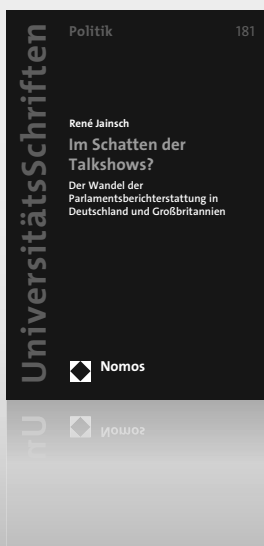 UniversitätsSchriften
Politik 181
René Jainsch
Im Schatten der
Talkshows?
Der Wandel der
Parlamentsberichterstattung in
Deutschland und Großbritannien
Nomos